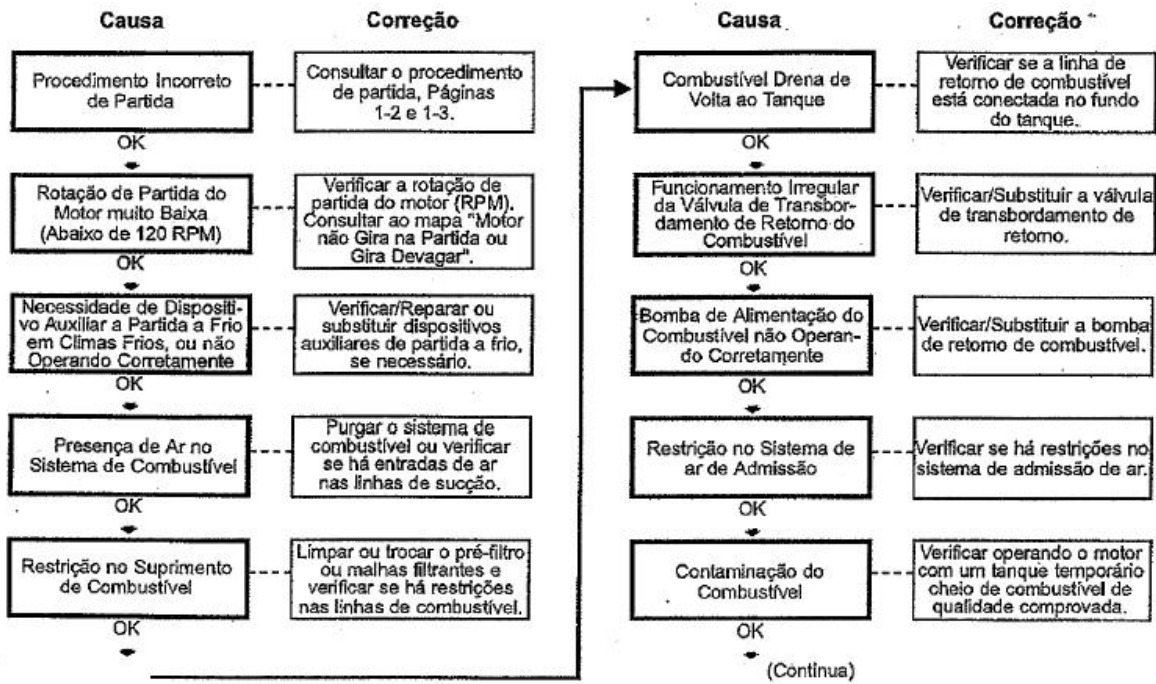 Causa
Correção
Procedimento Incorreto
de Partida
Consultar o procedimento
de partida, Páginas
1-2 e 1-3.
OK
Rotação de Partida do
Motor muito Baixa
(Abaixo de 120 RPM)
Verificar a rotação de
partida do motor (RPM).
Consultar ao mapa "Motor
não Gira na Partida ou
Gira Devagar".
OK
Necessidade de Dispositi-
vo Auxiliar a Partida a Frio
em Climas Frios, ou não
Operando Corretamente
Verificar/Reparar ou
substituir dispositivos
auxiliares de partida a frio,
se necessário.
OK
Presença de Ar no
Sistema de Combustível
Purgar o sistema de
combustível ou verificar
se há entradas de ar
nas linhas de sucção.
OK
Restrição no Suprimento
de Combustível
Limpar ou trocar o pré-filtro
ou malhas filtrantes e
verificar se há restrições
nas linhas de combustível.
OK
Causa
Correção
Combustível Drena de
Volta ao Tanque
Verificar se a linha de
retorno de combustível
está conectada no fundo
do tanque.
OK
Funcionamento Irregular
da Válvula de Transbor-
damento de Retorno do
Combustível
Verificar/Substituir a válvula
de transbordamento de
retorno.
OK
Bomba de Alimentação do
Combustível não Operan-
do Corretamente
Verificar/Substituir a bomba
de retorno de combustível.
OK
Restrição no Sistema de
ar de Admissão
Verificar se há restrições no
sistema de admissão de ar.
OK
Contaminação do
Combustível
Verificar operando o motor
com um tanque temporário
cheio de combustível de
qualidade comprovada.
OK
(Continua)